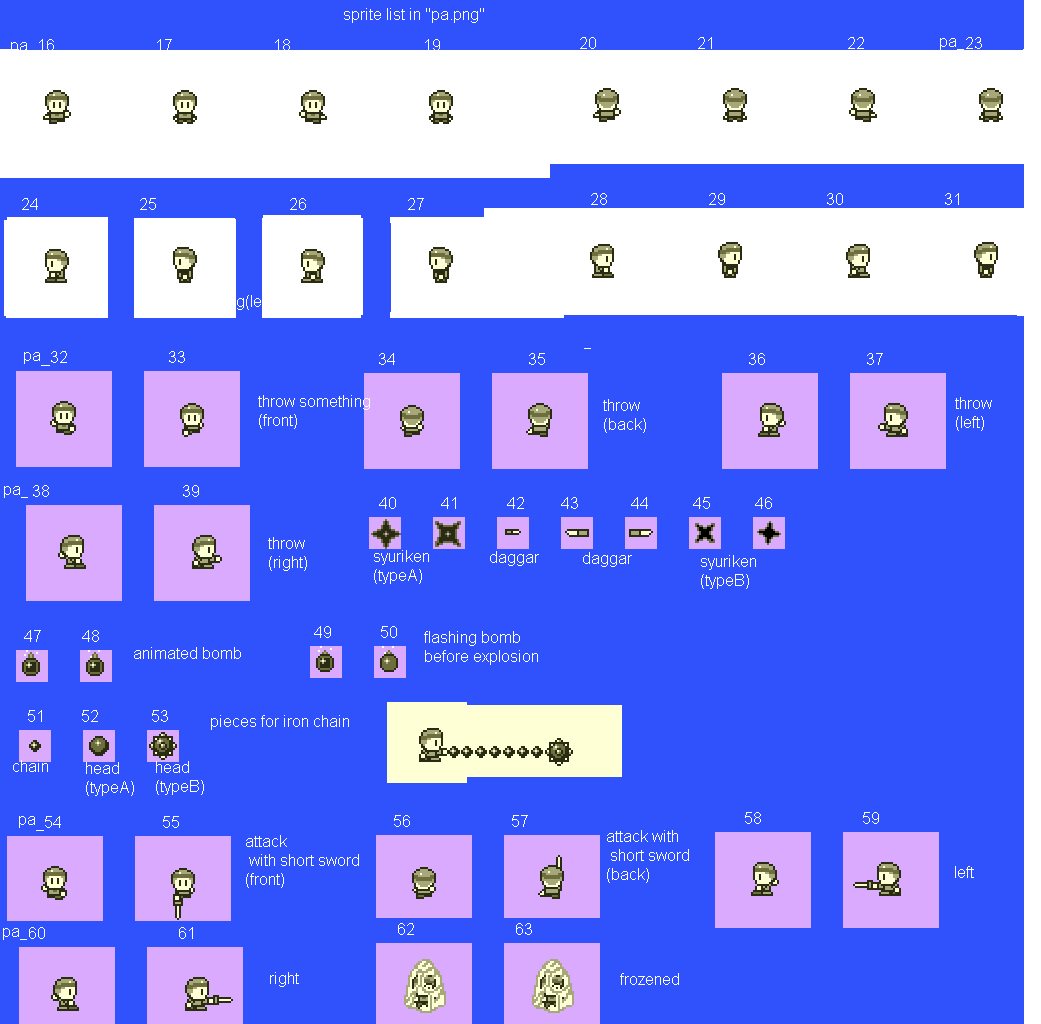 sprite list in "pa.png"
pa_16 17 18 19 20 21 22 pa_23
24 25 26 27 28 29 30 31
g(le
pa_32 33 34 35 36 37
throw something
(front)
throw
(back)
throw
(left)
pa_38 39 40 41 42 43 44 45 46
throw
(right)
syuriken
(typeA)
daggar
daggar
syuriken
(typeB)
47 48 animated bomb 49 50
flashing bomb
before explosion
51 52 53 pieces for iron chain
chain
head
(typeA)
head
(typeB)
pa_54 55 56 57 58 59
attack
with short sword
(front)
attack with
short sword
(back)
left
pa_60 61 62 63
right
frozened